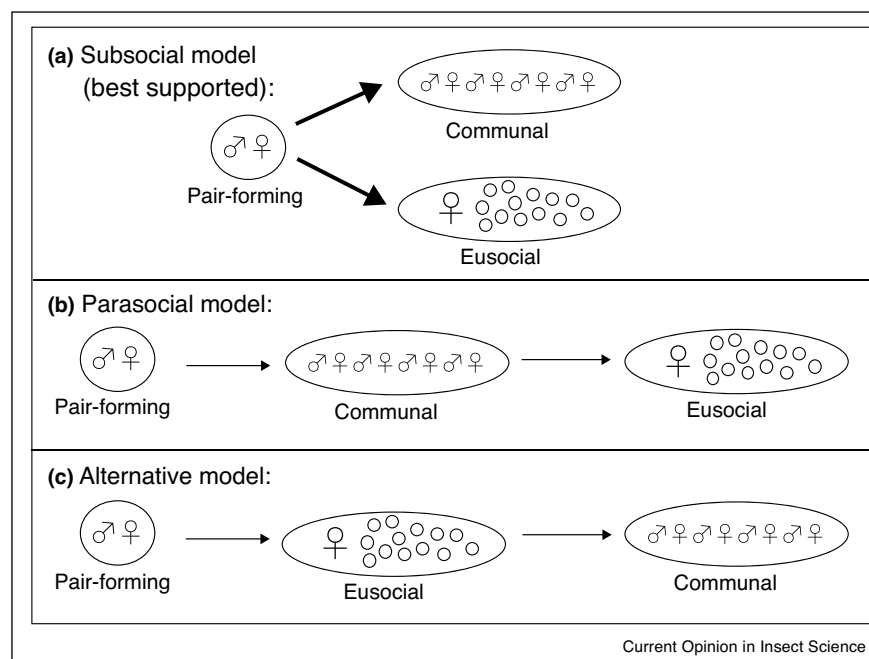 (a) Subsocial model
(best supported):
♂♀♂♀♂♀♂♀
Communal
♂♀
Pair-forming
♀
Eusocial
(b) Parasocial model:
♂♀ ♂♀♂♀♂♀♂♀ ♀
Pair-forming Communal Eusocial
(c) Alternative model:
♂♀ ♀ ♂♀♂♀♂♀♂♀
Pair-forming Eusocial Communal
Current Opinion in Insect Science